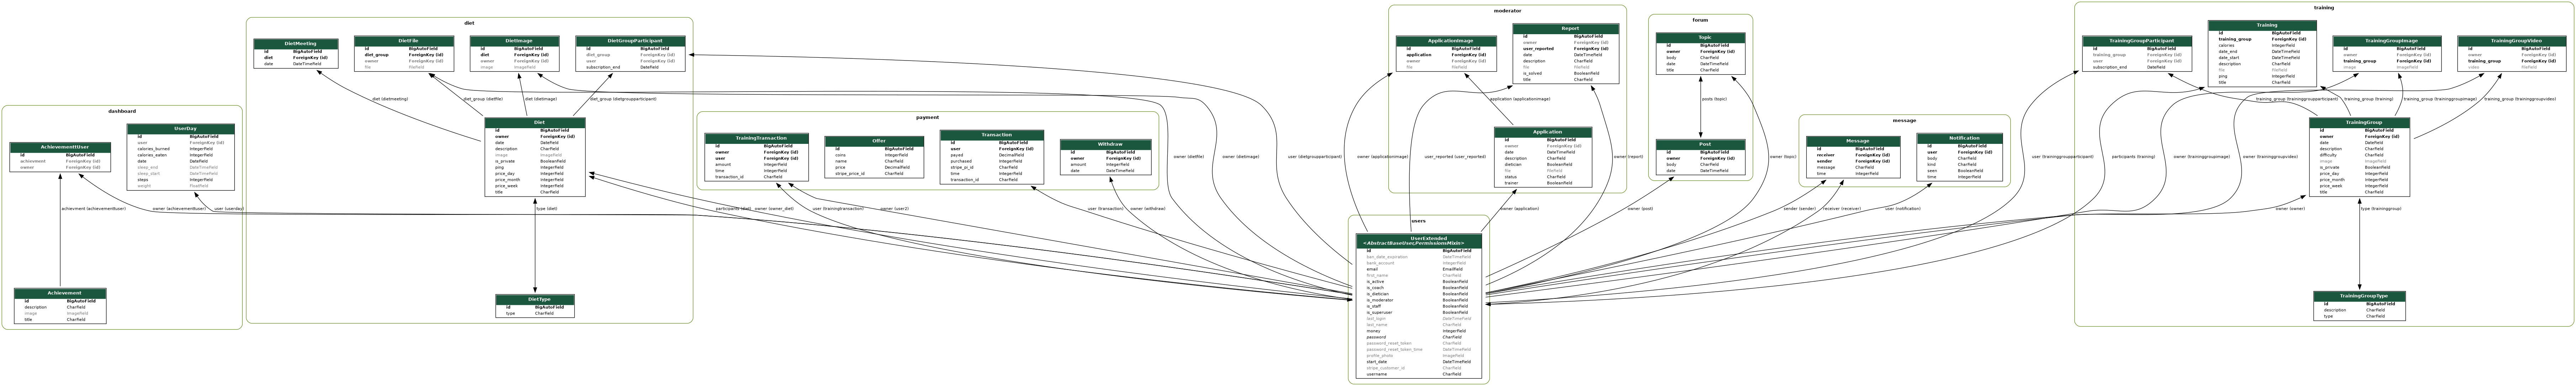 dashboard
AchievementUser
id BigAutoField
achievment ForeignKey (id)
owner ForeignKey (id)
UserDay
id BigAutoField
user ForeignKey (id)
calories_burned IntegerField
calories_eaten IntegerField
date DateField
sleep_end DateTimeField
sleep_start DateTimeField
steps IntegerField
weight FloatField
achievment (achievementuser)
owner (achievementuser)
user (userday)
Achievement
id BigAutoField
description CharField
image ImageField
title CharField
diet
DietMeeting
id BigAutoField
diet ForeignKey (id)
date DateTimeField
DietFile
id BigAutoField
diet_group ForeignKey (id)
owner ForeignKey (id)
file FileField
DietImage
id BigAutoField
diet ForeignKey (id)
owner ForeignKey (id)
image ImageField
DietGroupParticipant
id BigAutoField
diet_group ForeignKey (id)
user ForeignKey (id)
subscription_end DateField
diet (dietmeeting)
diet_group (dietfile)
diet (dietimage)
diet_group (dietgroupparticipant)
Diet
id BigAutoField
owner ForeignKey (id)
date DateField
description CharField
image ImageField
is_private BooleanField
ping IntegerField
price_day IntegerField
price_month IntegerField
price_week IntegerField
title CharField
type (diet)
participants (diet)
owner (owner_diet)
DietType
id BigAutoField
type CharField
payment
TrainingTransaction
id BigAutoField
owner ForeignKey (id)
user ForeignKey (id)
amount IntegerField
time IntegerField
transaction_id CharField
Offer
id BigAutoField
coins IntegerField
name CharField
price DecimalField
stripe_price_id CharField
Transaction
id BigAutoField
user ForeignKey (id)
payed DecimalField
purchased IntegerField
stripe_pi_id CharField
time IntegerField
transaction_id CharField
Withdraw
id BigAutoField
owner ForeignKey (id)
amount IntegerField
date DateTimeField
user (trainingtransaction)
owner (user2)
user (transaction)
owner (withdraw)
owner (dietfile)
owner (dietimage)
user (dietgroupparticipant)
moderator
ApplicationImage
id BigAutoField
application ForeignKey (id)
owner ForeignKey (id)
file FileField
Report
id BigAutoField
owner ForeignKey (id)
user_reported ForeignKey (id)
date DateTimeField
description CharField
file FileField
is_solved BooleanField
ping CharField
title CharField
application (applicationimage)
Application
id BigAutoField
owner ForeignKey (id)
date DateTimeField
description CharField
dietician BooleanField
file FileField
status CharField
trainer BooleanField
owner (applicationimage)
user_reported (user_reported)
owner (report)
owner (application)
users
UserExtended
<AbstractBaseUser,PermissionsMixin>
id BigAutoField
ban_date_expiration DateTimeField
bank_account IntegerField
email EmailField
first_name CharField
is_active BooleanField
is_coach BooleanField
is_dietician BooleanField
is_moderator BooleanField
is_staff BooleanField
is_superuser BooleanField
last_login DateTimeField
last_name CharField
money IntegerField
password CharField
password_reset_token CharField
password_reset_token_time DateTimeField
profile_photo ImageField
start_date DateTimeField
stripe_customer_id CharField
username CharField
forum
Topic
id BigAutoField
owner ForeignKey (id)
body CharField
date DateTimeField
title CharField
posts (topic)
Post
id BigAutoField
owner ForeignKey (id)
body CharField
date DateTimeField
owner (topic)
owner (post)
message
Message
id BigAutoField
receiver ForeignKey (id)
sender ForeignKey (id)
message CharField
time IntegerField
Notification
id BigAutoField
user ForeignKey (id)
body CharField
kind CharField
seen BooleanField
time IntegerField
sender (sender)
receiver (receiver)
user (notification)
training
TrainingGroupParticipant
id BigAutoField
training_group ForeignKey (id)
user ForeignKey (id)
subscription_end DateField
Training
id BigAutoField
training_group ForeignKey (id)
calories IntegerField
date_end DateTimeField
date_start DateTimeField
description CharField
file FileField
ping IntegerField
title CharField
TrainingGroupImage
id BigAutoField
owner ForeignKey (id)
training_group ForeignKey (id)
image ImageField
TrainingGroupVideo
id BigAutoField
owner ForeignKey (id)
training_group ForeignKey (id)
video FileField
training_group (traininggroupparticipant)
training_group (training)
training_group (traininggroupimage)
training_group (traininggroupvideo)
TrainingGroup
id BigAutoField
owner ForeignKey (id)
date DateField
description CharField
difficulty CharField
image ImageField
is_private BooleanField
price_day IntegerField
price_month IntegerField
price_week IntegerField
title CharField
user (traininggroupparticipant)
participants (training)
owner (traininggroupimage)
owner (traininggroupvideo)
owner (owner)
type (traininggroup)
TrainingGroupType
id BigAutoField
description CharField
type CharField